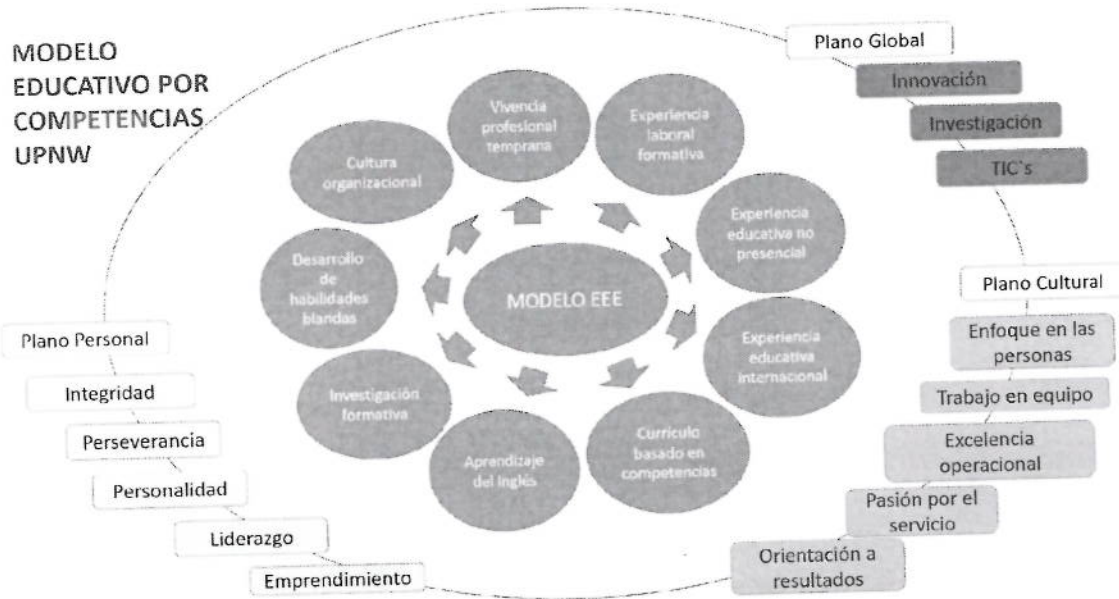 MODELO
EDUCATIVO POR
COMPETENCIAS
UPNW
Plano Global
Innovación
Investigación
TIC`s
Vivencia
profesional
temprana
Experiencia
laboral
formativa
Cultura
organizacional
Experiencia
educativa no
presencial
Desarrollo
de
habilidades
blandas
MODELO EEE
Experiencia
educativa
internacional
Investigación
formativa
Aprendizaje
del Inglés
Currículo
basado en
competencias
Plano Cultural
Enfoque en las
personas
Trabajo en equipo
Excelencia
operacional
Pasión por el
servicio
Orientación a
resultados
Plano Personal
Integridad
Perseverancia
Personalidad
Liderazgo
Emprendimiento